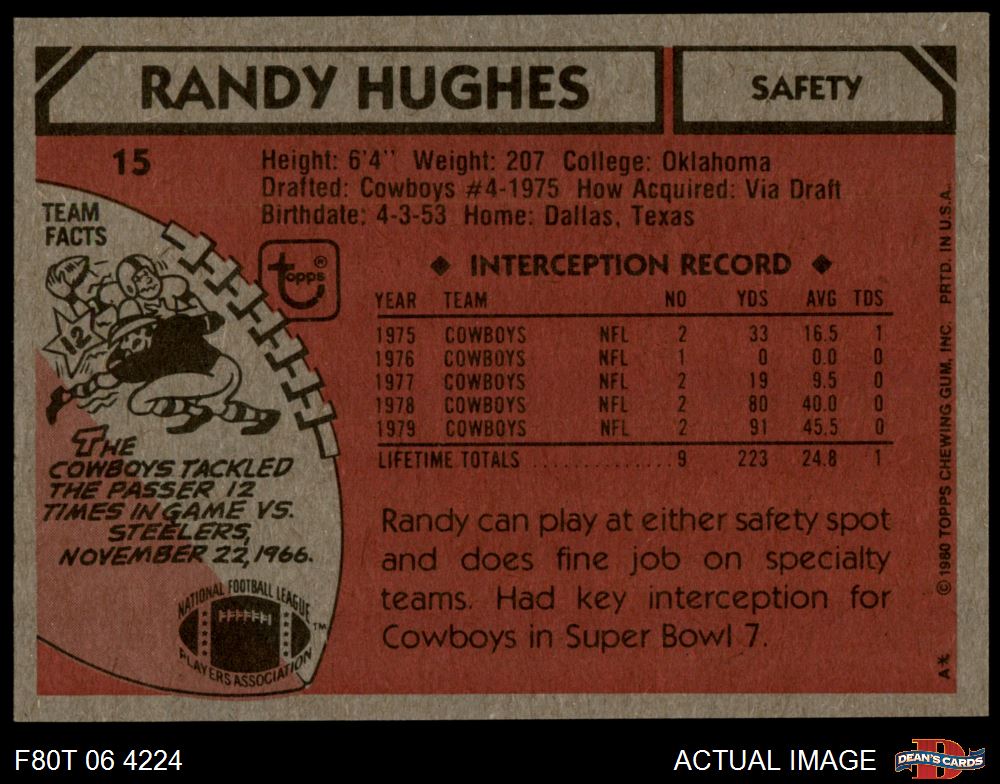 RANDY HUGHES
SAFETY
15
Height: 6'4" Weight: 207 College: Oklahoma
Drafted: Cowboys #4-1975 How Acquired: Via Draft
Birthdate: 4-3-53 Home: Dallas, Texas
TEAM
FACTS
12
topps®
◆ INTERCEPTION RECORD ◆
YEAR TEAM NO YDS AVG TDS
1975 COWBOYS NFL 2 33 16.5 1
1976 COWBOYS NFL 1 0 0.0 0
1977 COWBOYS NFL 2 19 9.5 0
1978 COWBOYS NFL 2 80 40.0 0
1979 COWBOYS NFL 2 91 45.5 0
LIFETIME TOTALS . . . . . . . . . . . . 9 223 24.8 1
THE
COWBOYS TACKLED
THE PASSER 12
TIMES IN GAME VS.
STEELERS,
NOVEMBER 22, 1966.
NATIONAL FOOTBALL LEAGUE
PLAYERS ASSOCIATION
TM
Randy can play at either safety spot
and does fine job on specialty
teams. Had key interception for
Cowboys in Super Bowl 7.
A* © 1980 TOPPS CHEWING GUM, INC. PRTD. IN U.S.A.
F80T 06 4224
ACTUAL IMAGE
D
DEAN'S CARDS